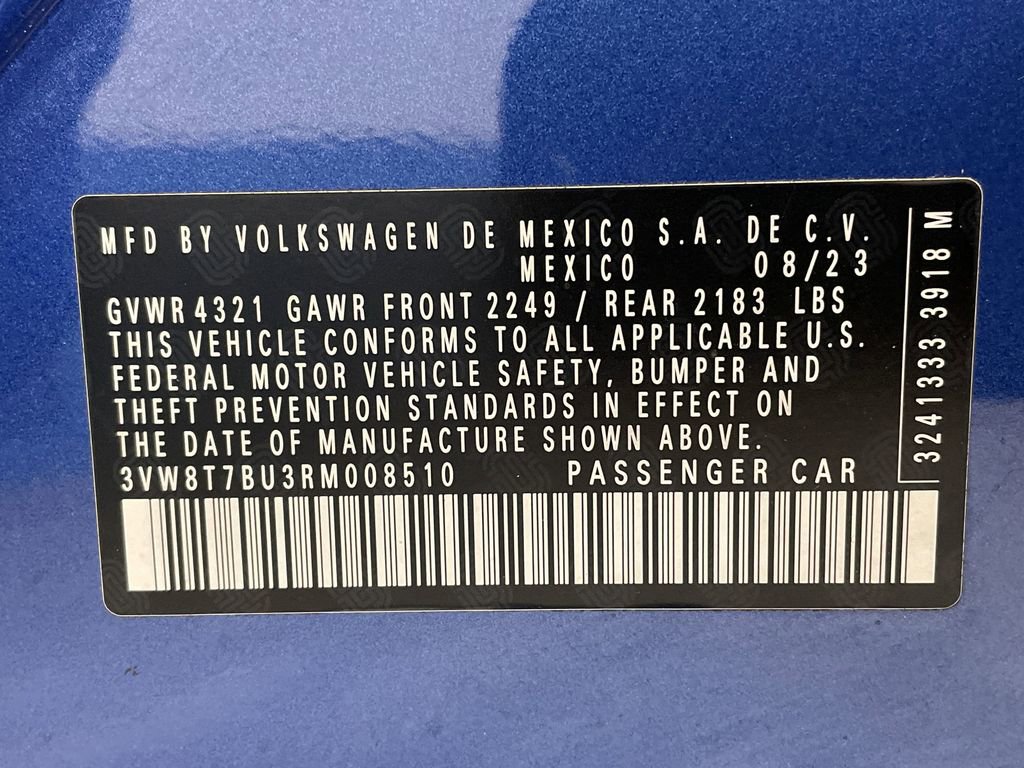 MFD BY VOLKSWAGEN DE MEXICO S.A. DE C.V.
MEXICO 08/23
GVWR 4321 GAWR FRONT 2249 / REAR 2183 LBS
THIS VEHICLE CONFORMS TO ALL APPLICABLE U.S.
FEDERAL MOTOR VEHICLE SAFETY, BUMPER AND
THEFT PREVENTION STANDARDS IN EFFECT ON
THE DATE OF MANUFACTURE SHOWN ABOVE.
3VW8T7BU3RM008510 PASSENGER CAR
3241333 3918 M